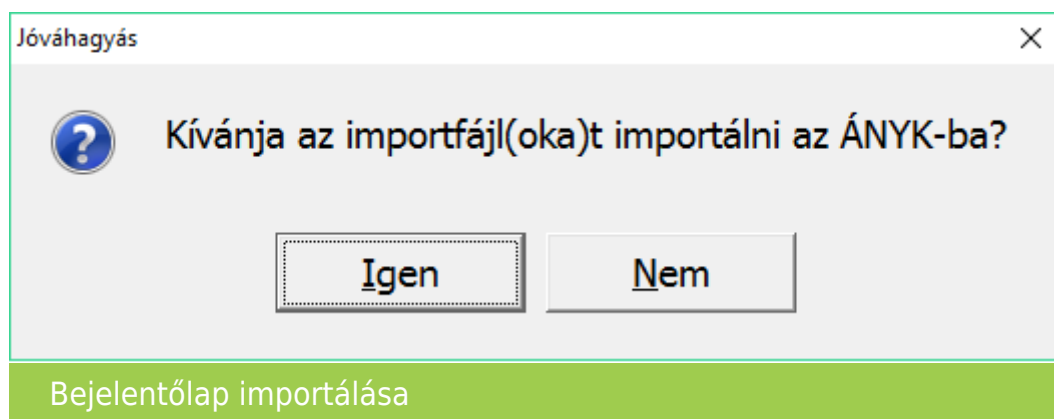 Jóváhagyás
Kívánja az importfájl(oka)t importálni az ÁNYK-ba?
Igen
Nem
Bejelentőlap importálása